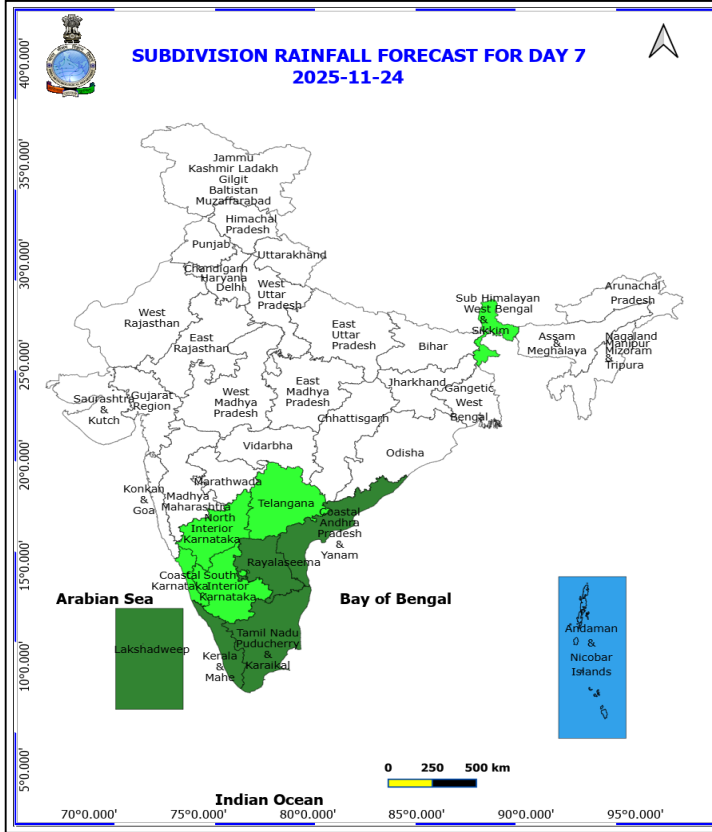 SUBDIVISION RAINFALL FORECAST FOR DAY 7
2025-11-24
40°0.000'
35°0.000'
30°0.000'
25°0.000'
20°0.000'
15°0.000'
10°0.000'
5°0.000'
Jammu
Kashmir Ladakh
Gilgit
Baltistan
Muzaffarabad
Himachal
Pradesh
Punjab
Uttarakhand
Chandigarh
Haryana
Delhi
West
Uttar
Pradesh
West
Rajasthan
East
Rajasthan
East
Uttar
Pradesh
Bihar
Sub Himalayan
West Bengal
&
Sikkim
Arunachal
Pradesh
Assam
&
Meghalaya
Nagaland
Manipur
Mizoram
&
Tripura
Saurashtra
&
Kutch
Gujarat
Region
West
Madhya
Pradesh
East
Madhya
Pradesh
Jharkhand
Gangetic
West
Bengal
Chhattisgarh
Odisha
Vidarbha
Marathwada
Konkan
&
Goa
Madhya
Maharashtra
North
Interior
Karnataka
Telangana
Coastal
Andhra
Pradesh
&
Yanam
Rayalaseema
Coastal
Karnataka
South
Interior
Karnataka
Arabian Sea
Bay of Bengal
Lakshadweep
Kerala
&
Mahe
Tamil Nadu
Puducherry
&
Karaikal
Andaman
&
Nicobar
Islands
0 250 500 km
Indian Ocean
70°0.000' 75°0.000' 80°0.000' 85°0.000' 90°0.000' 95°0.000'